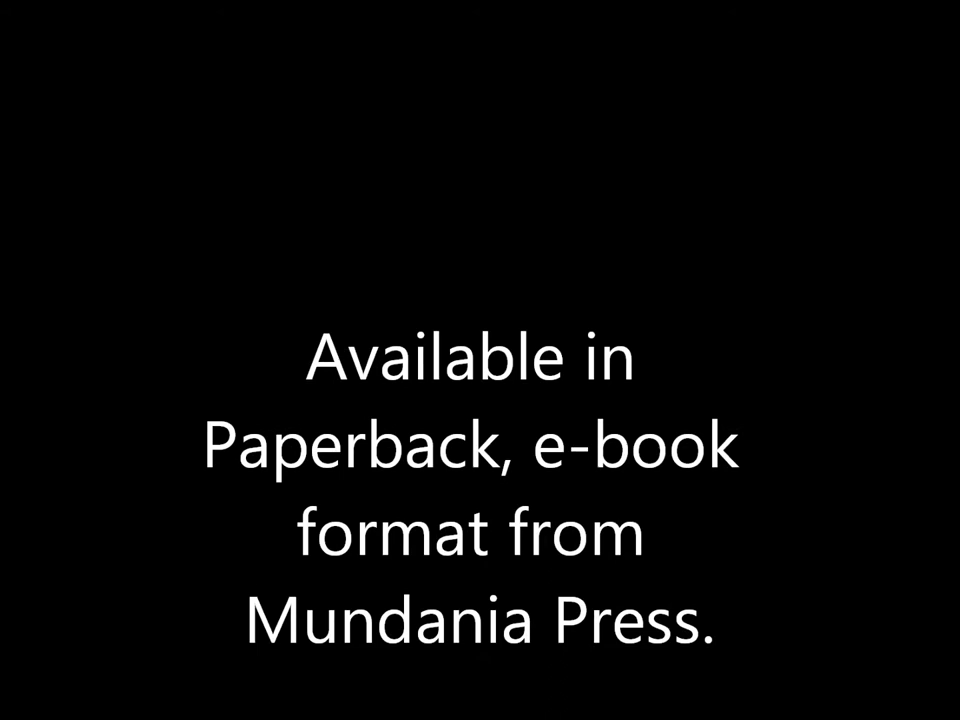 Available in
Paperback, e-book
format from
Mundania Press.